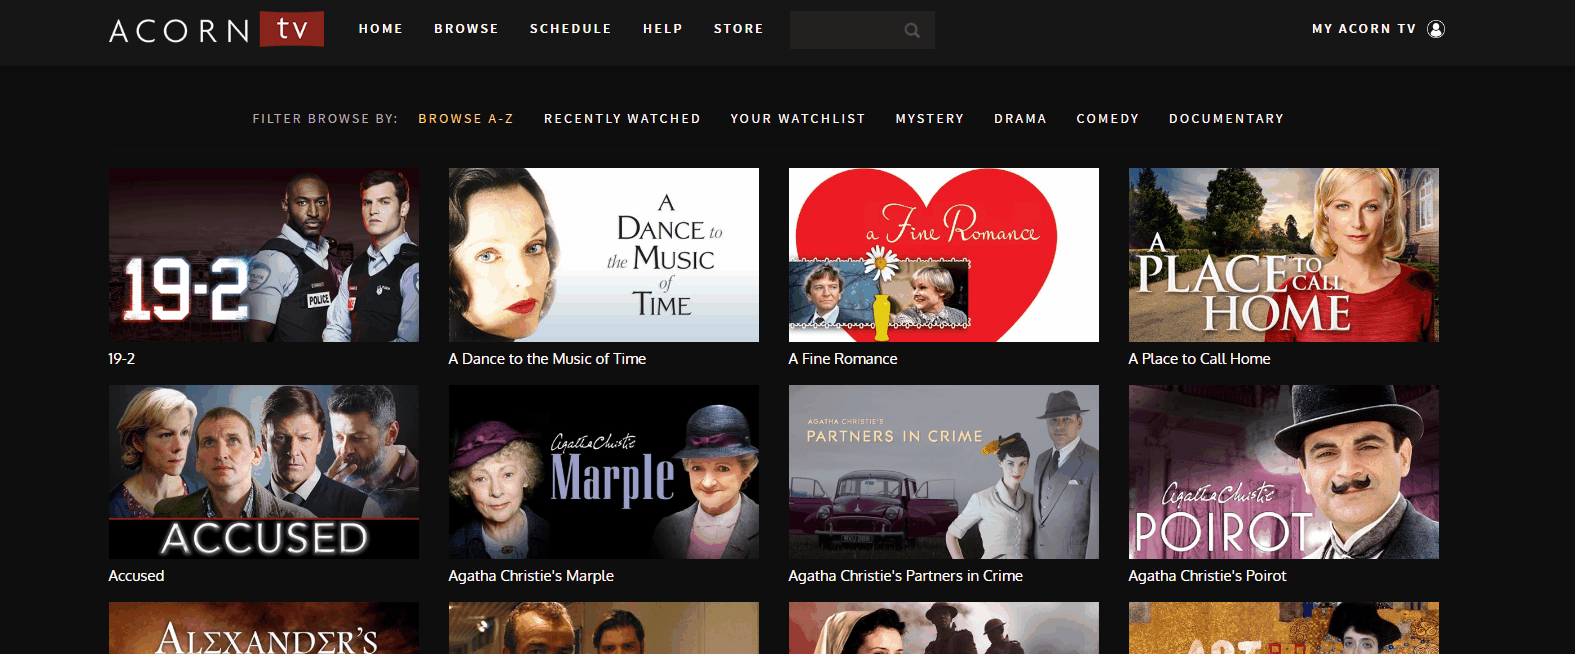 ACORN tv HOME BROWSE SCHEDULE HELP STORE MY ACORN TV
FILTER BROWSE BY: BROWSE A-Z RECENTLY WATCHED YOUR WATCHLIST MYSTERY DRAMA COMEDY DOCUMENTARY
19-2
POLICE
A
DANCE to
the MUSIC
of
TIME
a Fine Romance
A
PLACE TO
CALL
HOME
19-2
A Dance to the Music of Time
A Fine Romance
A Place to Call Home
ACCUSED
Agatha Christie
Marple
AGATHA CHRISTIE'S
PARTNERS IN CRIME
Agatha Christie
POIROT
Accused
Agatha Christie's Marple
Agatha Christie's Partners in Crime
Agatha Christie's Poirot
ALEXANDER'S
ART